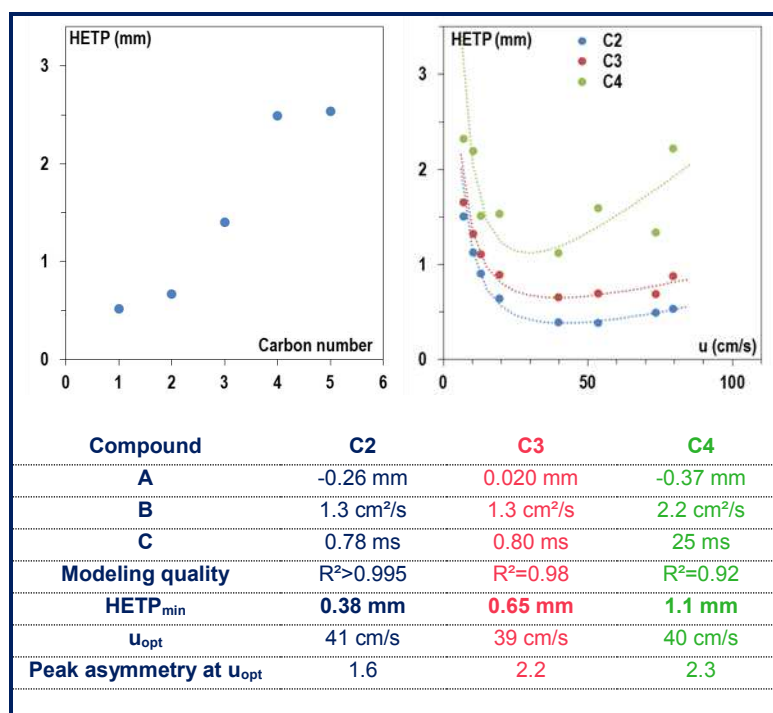 HETP (mm)
3
2
1
0
0 1 2 3 4 5 6
Carbon number
HETP (mm)
C2
C3
C4
3
2
1
0
0 50 100
u (cm/s)
Compound C2 C3 C4
A -0.26 mm 0.020 mm -0.37 mm
B 1.3 cm²/s 1.3 cm²/s 2.2 cm²/s
C 0.78 ms 0.80 ms 25 ms
Modeling quality R²>0.995 R²=0.98 R²=0.92
HETPmin 0.38 mm 0.65 mm 1.1 mm
uopt 41 cm/s 39 cm/s 40 cm/s
Peak asymmetry at uopt 1.6 2.2 2.3